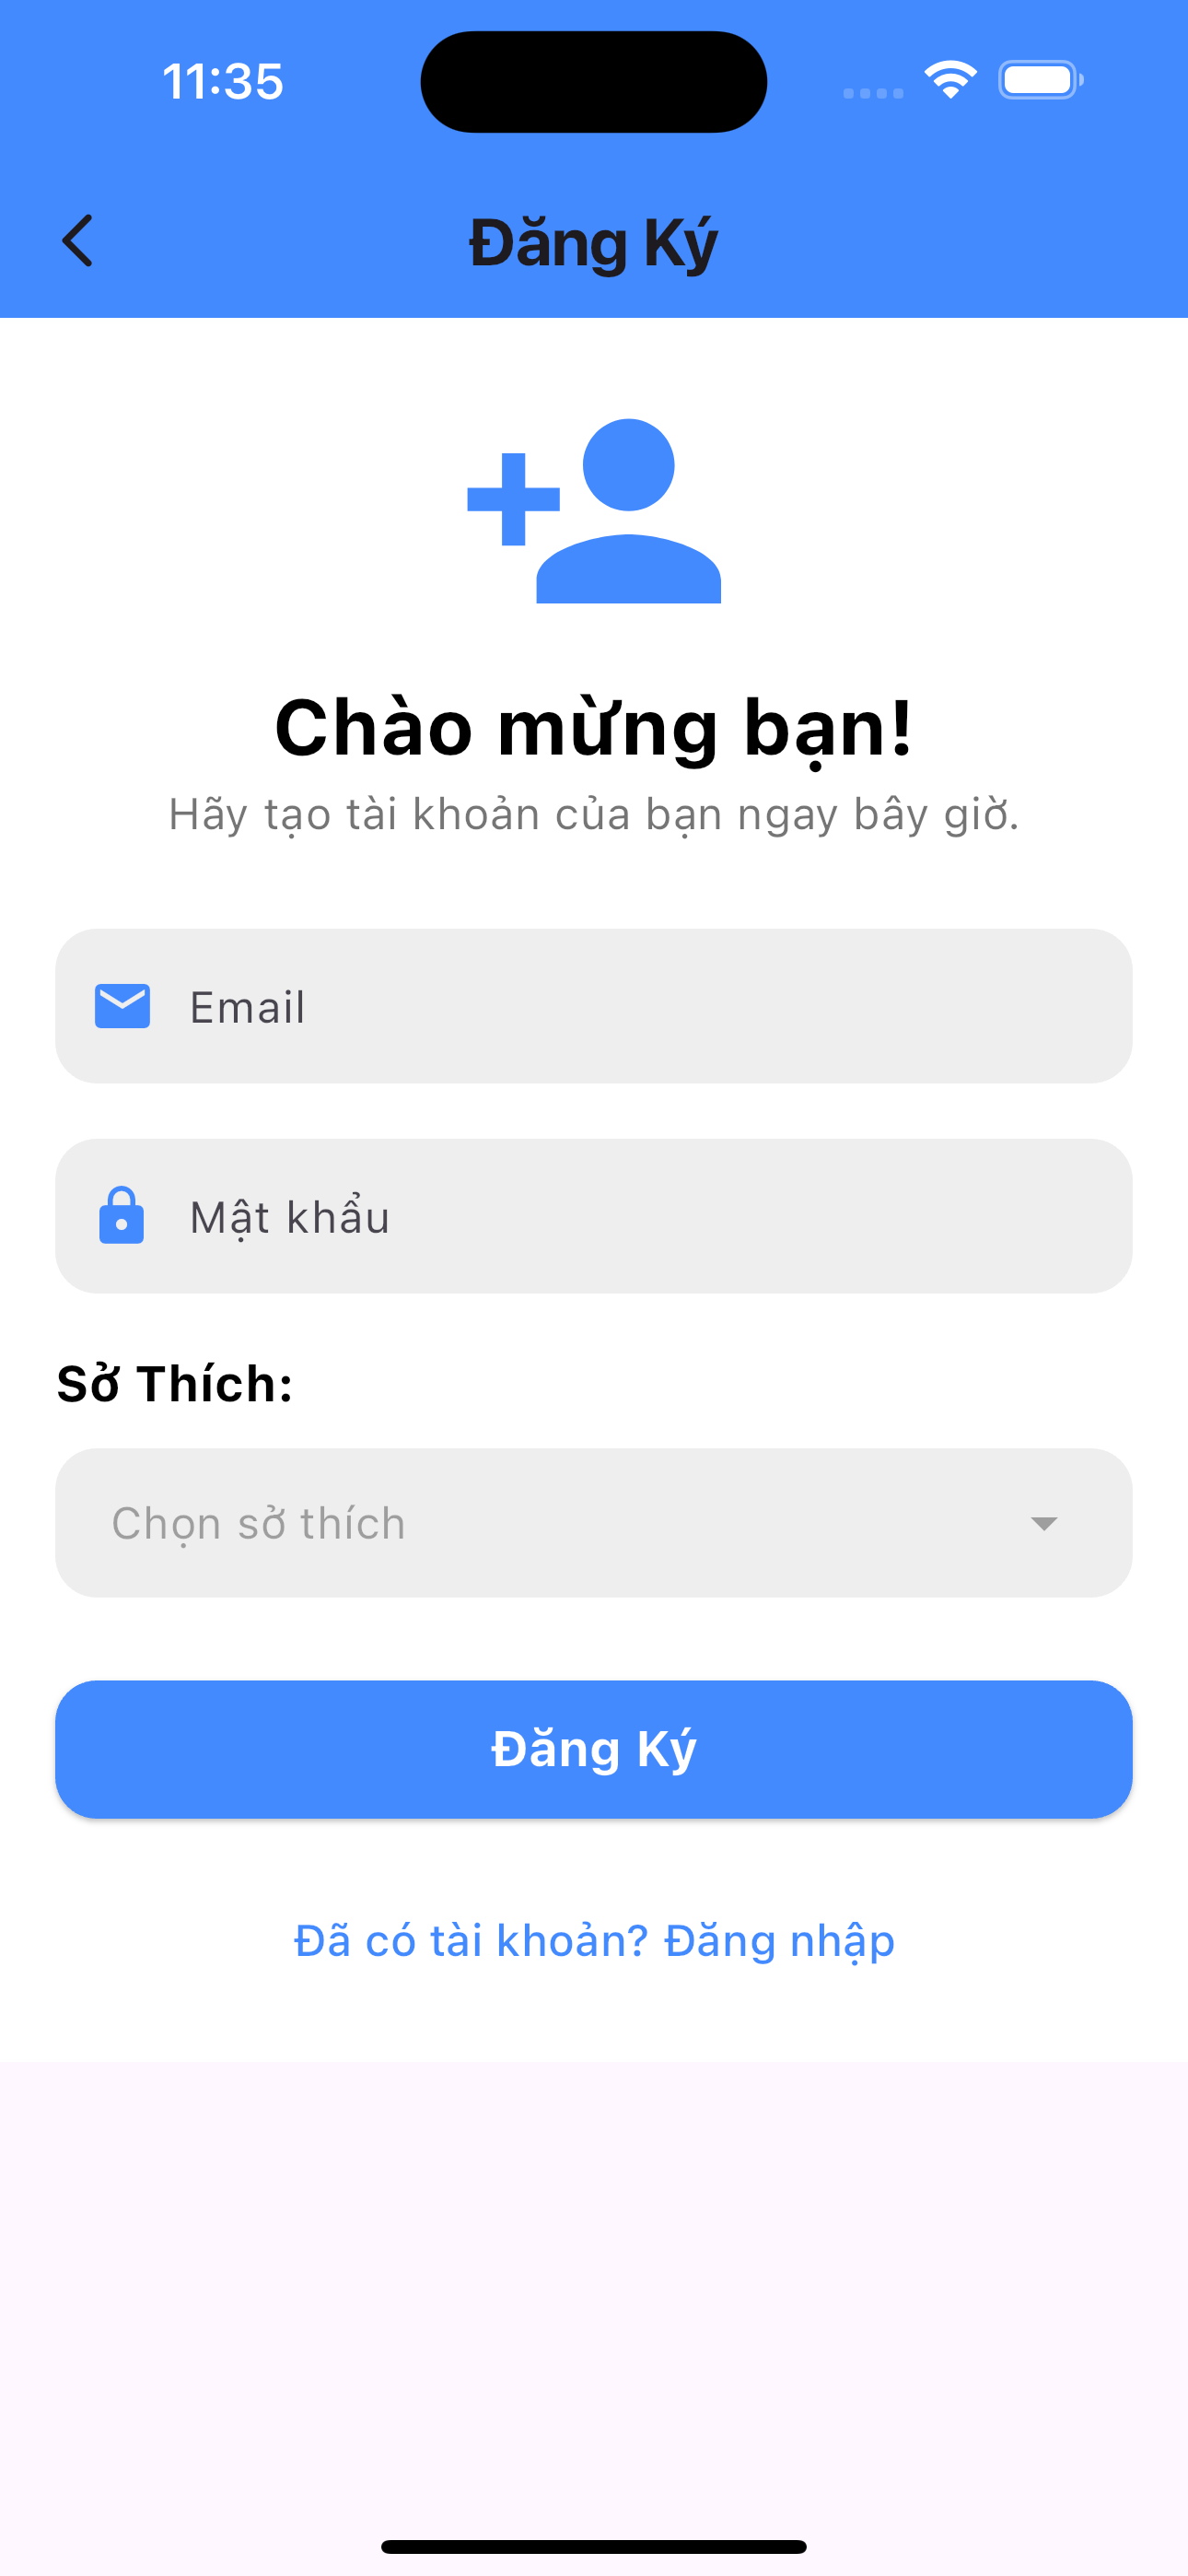 11:35
Đăng Ký
Chào mừng bạn!
Hãy tạo tài khoản của bạn ngay bây giờ.
Email
Mật khẩu
Sở Thích:
Chọn sở thích
Đăng Ký
Đã có tài khoản? Đăng nhập